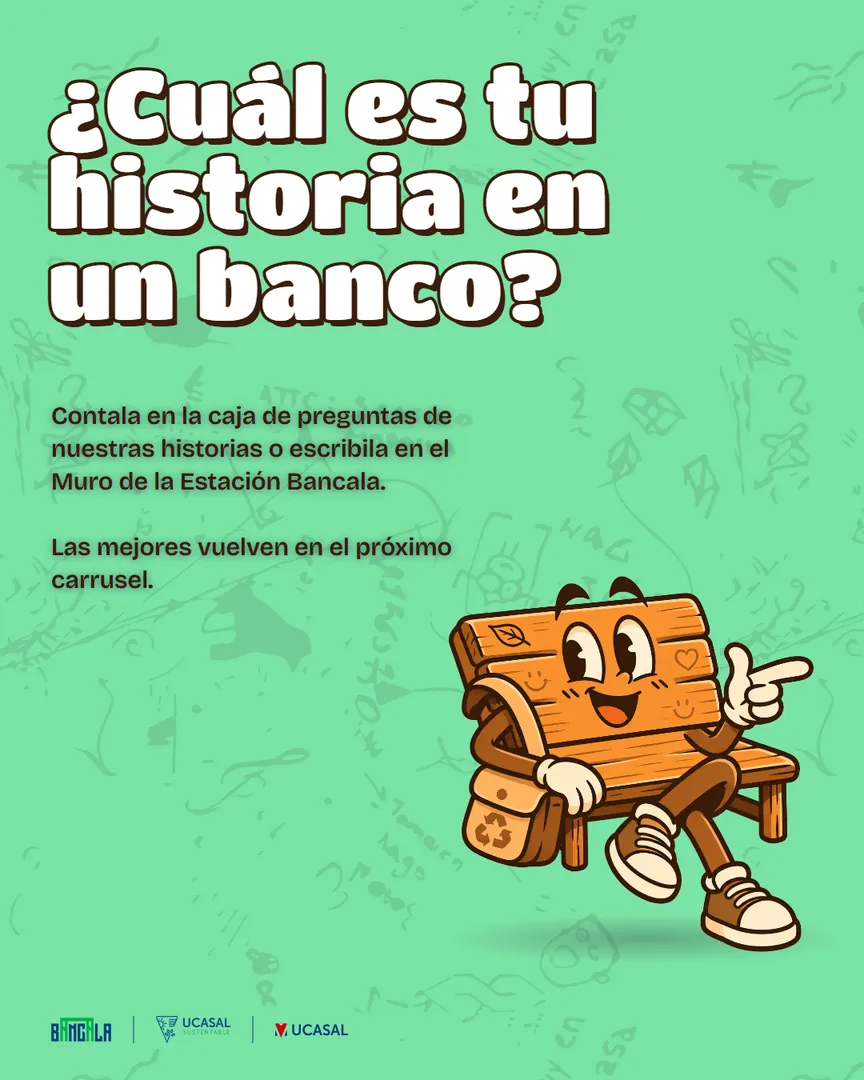 ¿Cuál es tu
historia en
un banco?
Contala en la caja de preguntas de
nuestras historias o escribila en el
Muro de la Estación Bancala.
Las mejores vuelven en el próximo
carrusel.
BANCALA
UCASAL
SUSTENTABLE
UCASAL